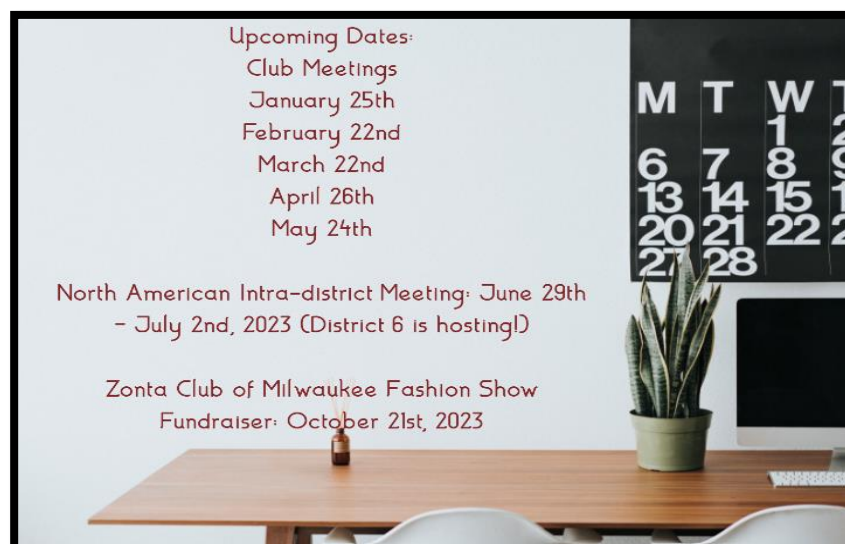 Upcoming Dates:
Club Meetings
January 25th
February 22nd
March 22nd
April 26th
May 24th
North American Intra-district Meeting: June 29th
- July 2nd, 2023 (District 6 is hosting!)
Zonta Club of Milwaukee Fashion Show
Fundraiser: October 21st, 2023
M T W
1
6 7 8
13 14 15
20 21 22
27 28